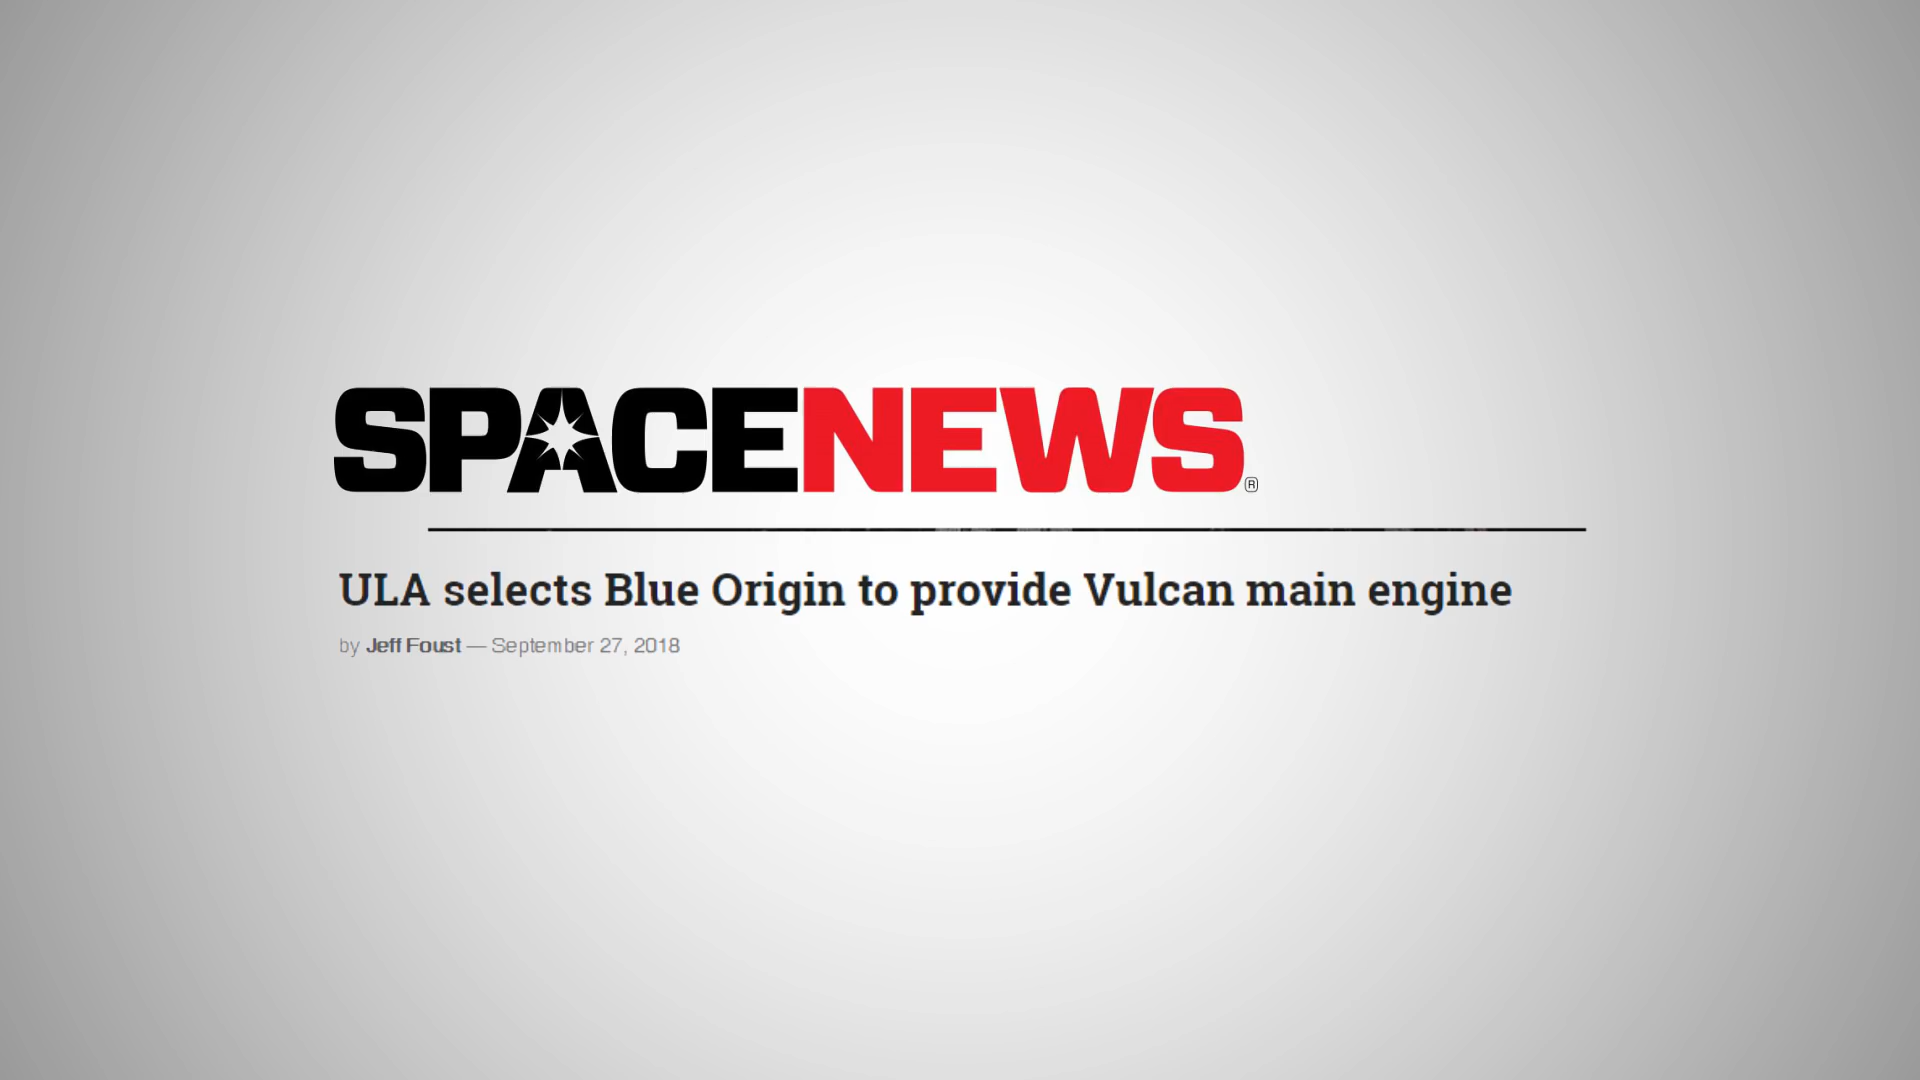 SPACENEWS®
ULA selects Blue Origin to provide Vulcan main engine
by Jeff Foust — September 27, 2018